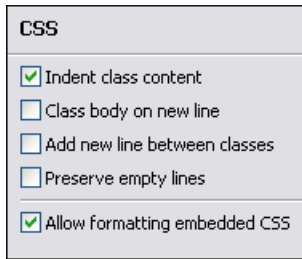 CSS
Indent class content
Class body on new line
Add new line between classes
Preserve empty lines
Allow formatting embedded CSS